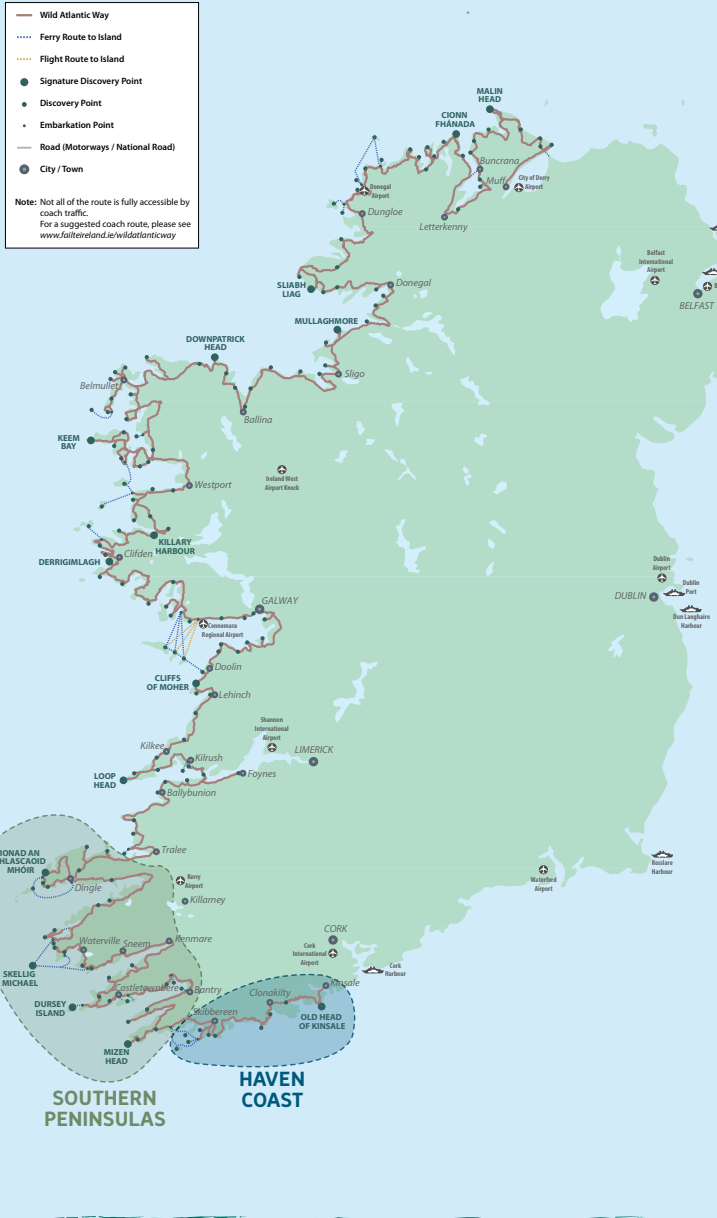 Wild Atlantic Way
Ferry Route to Island
Flight Route to Island
Signature Discovery Point
Discovery Point
Embarkation Point
Road (Motorways / National Road)
City / Town
Note: Not all of the route is fully accessible by
coach traffic.
For a suggested coach route, please see
www.failteireland.ie/wildatlanticway
MALIN
HEAD
CIONN
FHÁNADA
Buncrana
Muff
City of Derry
Airport
Donegal
Airport
Dungloe
Letterkenny
Belfast
International
Airport
B
BELFAST
SLIABH
LIAG
Donegal
MULLAGHMORE
DOWNPATRICK
HEAD
Sligo
Belmullet
Ballina
KEEM
BAY
Ireland West
Airport Knock
Westport
KILLARY
HARBOUR
Clifden
DERRIGIMLAGH
Dublin
Airport
Dublin
Port
DUBLIN
Dun Laoghaire
Harbour
GALWAY
Connemara
Regional Airport
Doolin
CLIFFS
OF MOHER
Lehinch
Shannon
International
Airport
LIMERICK
Kilkee
Kilrush
Foynes
LOOP
HEAD
Ballybunion
Tralee
IONAD AN
HLASCAOID
MHÓIR
Dingle
Kerry
Airport
Killarney
Rosslare
Harbour
Waterford
Airport
CORK
Cork
International
Airport
Cork
Harbour
Waterville
Sneem
Kenmare
SKELLIG
MICHAEL
DURSEY
ISLAND
Castletownbere
Bantry
Clonakilty
Kinsale
Skibbereen
OLD HEAD
OF KINSALE
MIZEN
HEAD
SOUTHERN
PENINSULAS
HAVEN
COAST